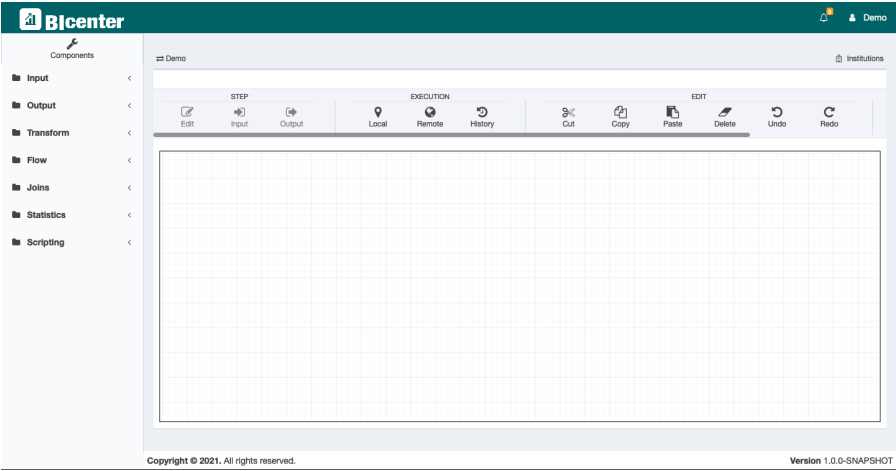 BIcenter
0
Demo
Components
Input
Output
Transform
Flow
Joins
Statistics
Scripting
Demo
Institutions
STEP EXECUTION EDIT
Edit Input Output Local Remote History Cut Copy Paste Delete Undo Redo
Copyright © 2021. All rights reserved.
Version 1.0.0-SNAPSHOT